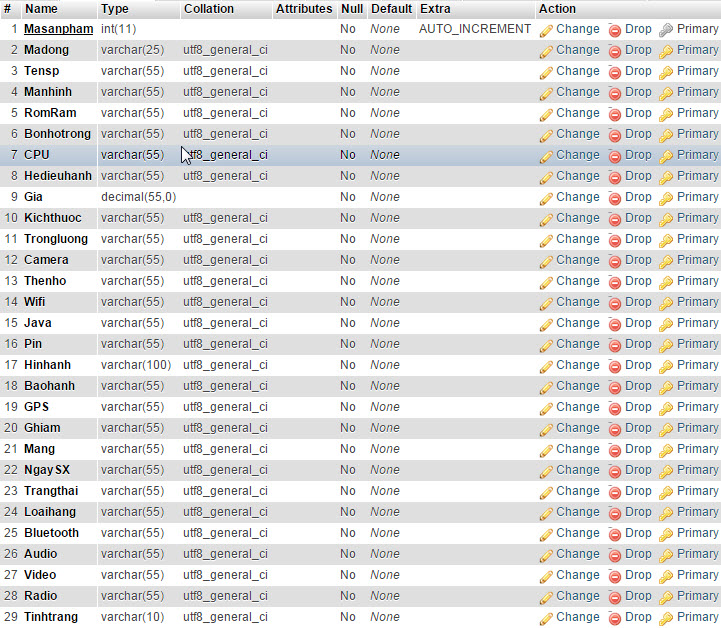 # Name Type Collation Attributes Null Default Extra Action
1 Masanpham int(11) No None AUTO_INCREMENT Change Drop Primary
2 Madong varchar(25) utf8_general_ci No None Change Drop Primary
3 Tensp varchar(55) utf8_general_ci No None Change Drop Primary
4 Manhinh varchar(55) utf8_general_ci No None Change Drop Primary
5 RomRam varchar(55) utf8_general_ci No None Change Drop Primary
6 Bonhotrong varchar(55) utf8_general_ci No None Change Drop Primary
7 CPU varchar(55) utf8_general_ci No None Change Drop Primary
8 Hedieuhanh varchar(55) utf8_general_ci No None Change Drop Primary
9 Gia decimal(55,0) No None Change Drop Primary
10 Kichthuoc varchar(55) utf8_general_ci No None Change Drop Primary
11 Trongluong varchar(55) utf8_general_ci No None Change Drop Primary
12 Camera varchar(55) utf8_general_ci No None Change Drop Primary
13 Thenho varchar(55) utf8_general_ci No None Change Drop Primary
14 Wifi varchar(55) utf8_general_ci No None Change Drop Primary
15 Java varchar(55) utf8_general_ci No None Change Drop Primary
16 Pin varchar(55) utf8_general_ci No None Change Drop Primary
17 Hinhanh varchar(100) utf8_general_ci No None Change Drop Primary
18 Baohanh varchar(55) utf8_general_ci No None Change Drop Primary
19 GPS varchar(55) utf8_general_ci No None Change Drop Primary
20 Ghiam varchar(55) utf8_general_ci No None Change Drop Primary
21 Mang varchar(55) utf8_general_ci No None Change Drop Primary
22 NgaySX varchar(55) utf8_general_ci No None Change Drop Primary
23 Trangthai varchar(55) utf8_general_ci No None Change Drop Primary
24 Loaihang varchar(55) utf8_general_ci No None Change Drop Primary
25 Bluetooth varchar(55) utf8_general_ci No None Change Drop Primary
26 Audio varchar(55) utf8_general_ci No None Change Drop Primary
27 Video varchar(55) utf8_general_ci No None Change Drop Primary
28 Radio varchar(55) utf8_general_ci No None Change Drop Primary
29 Tinhtrang varchar(10) utf8_general_ci No None Change Drop Primary